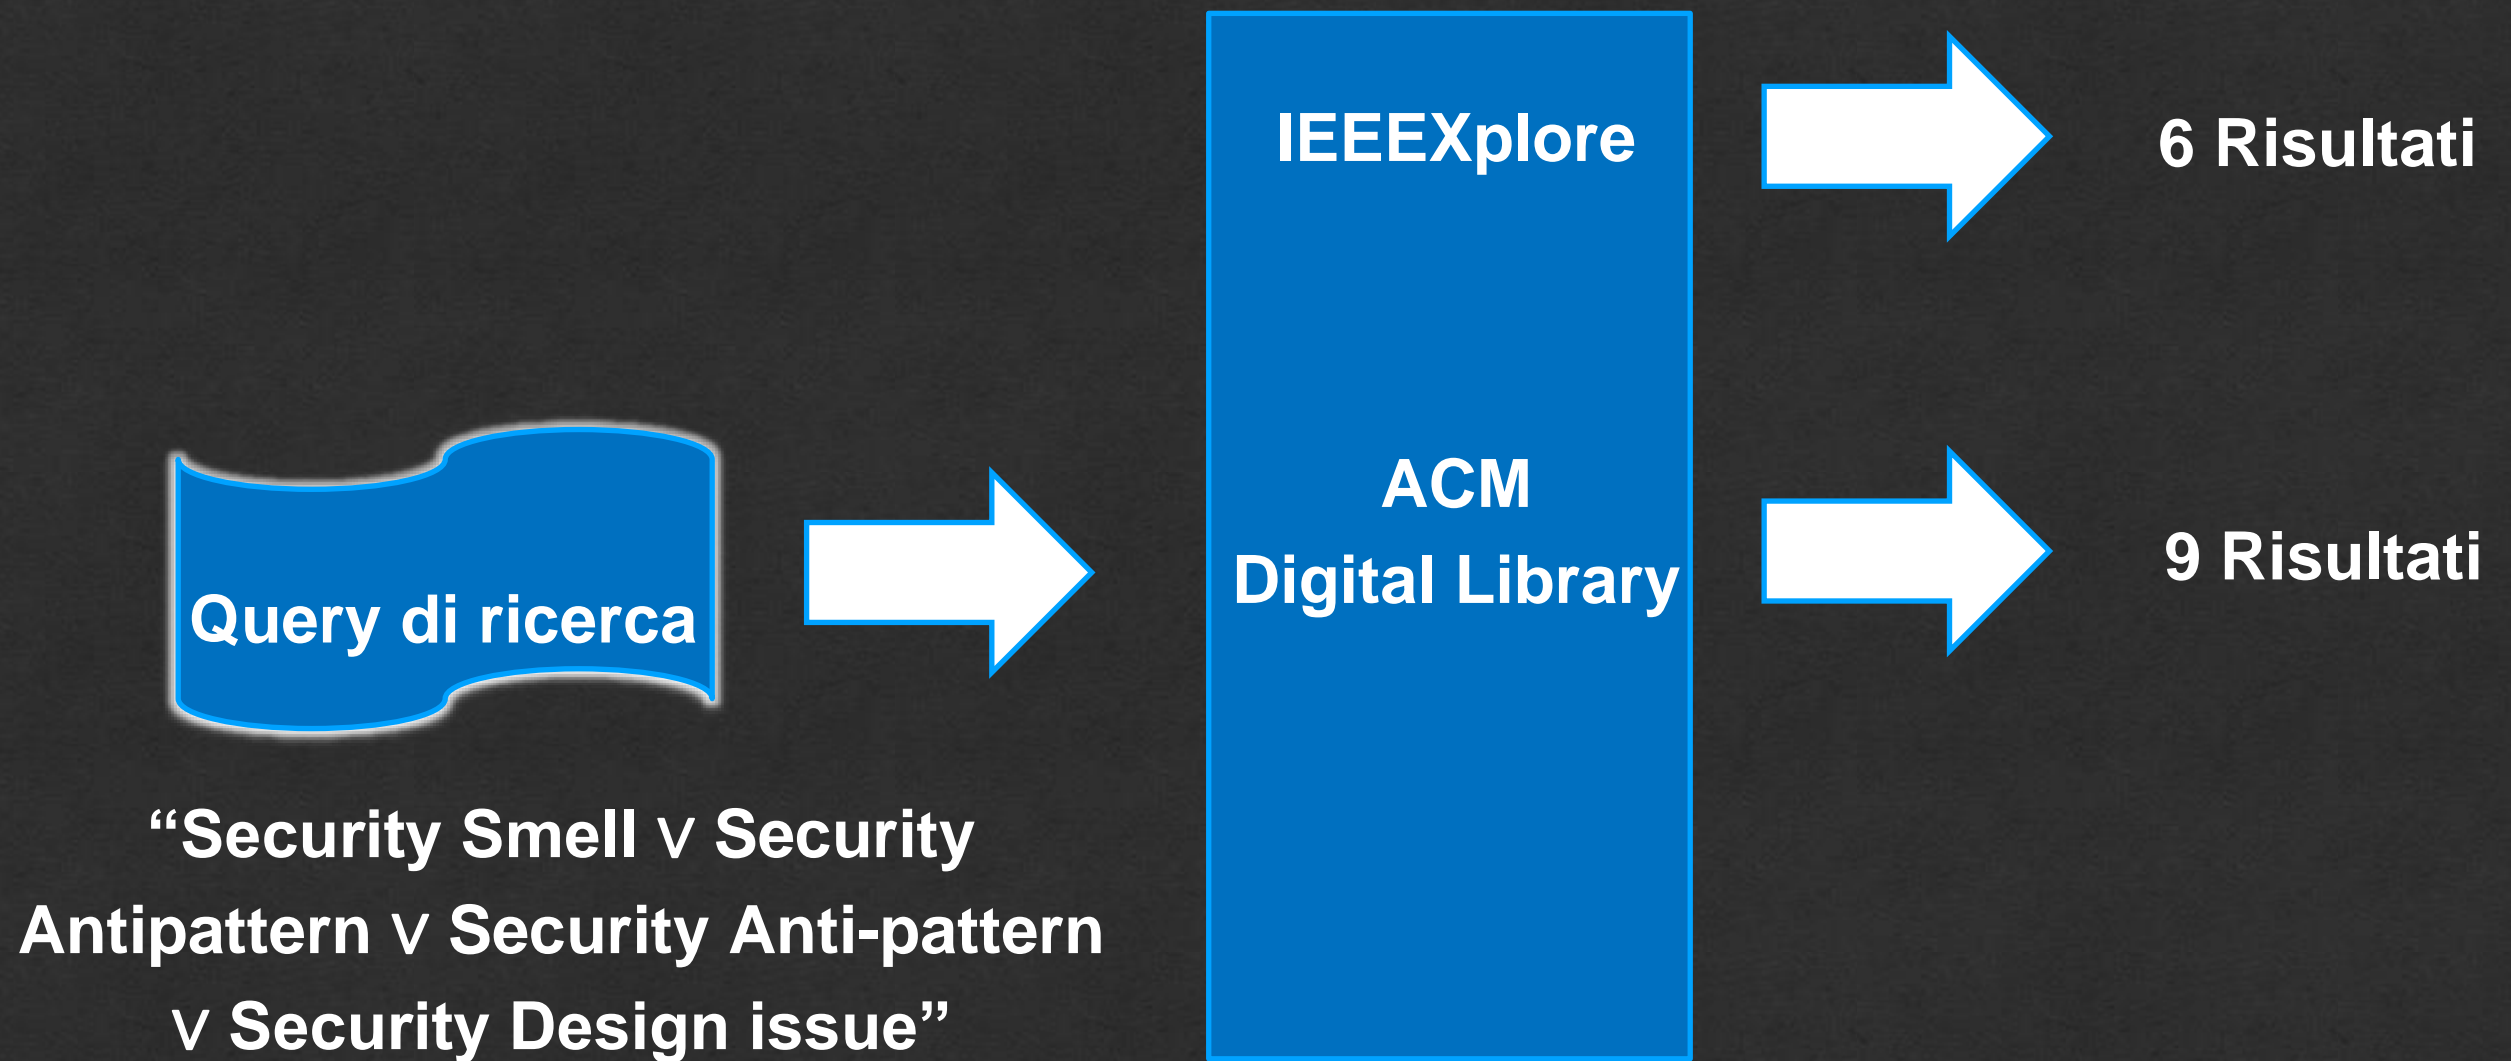 IEEEXplore
6 Risultati
ACM
Digital Library
9 Risultati
Query di ricerca
“Security Smell ∨ Security
Antipattern ∨ Security Anti-pattern
∨ Security Design issue”